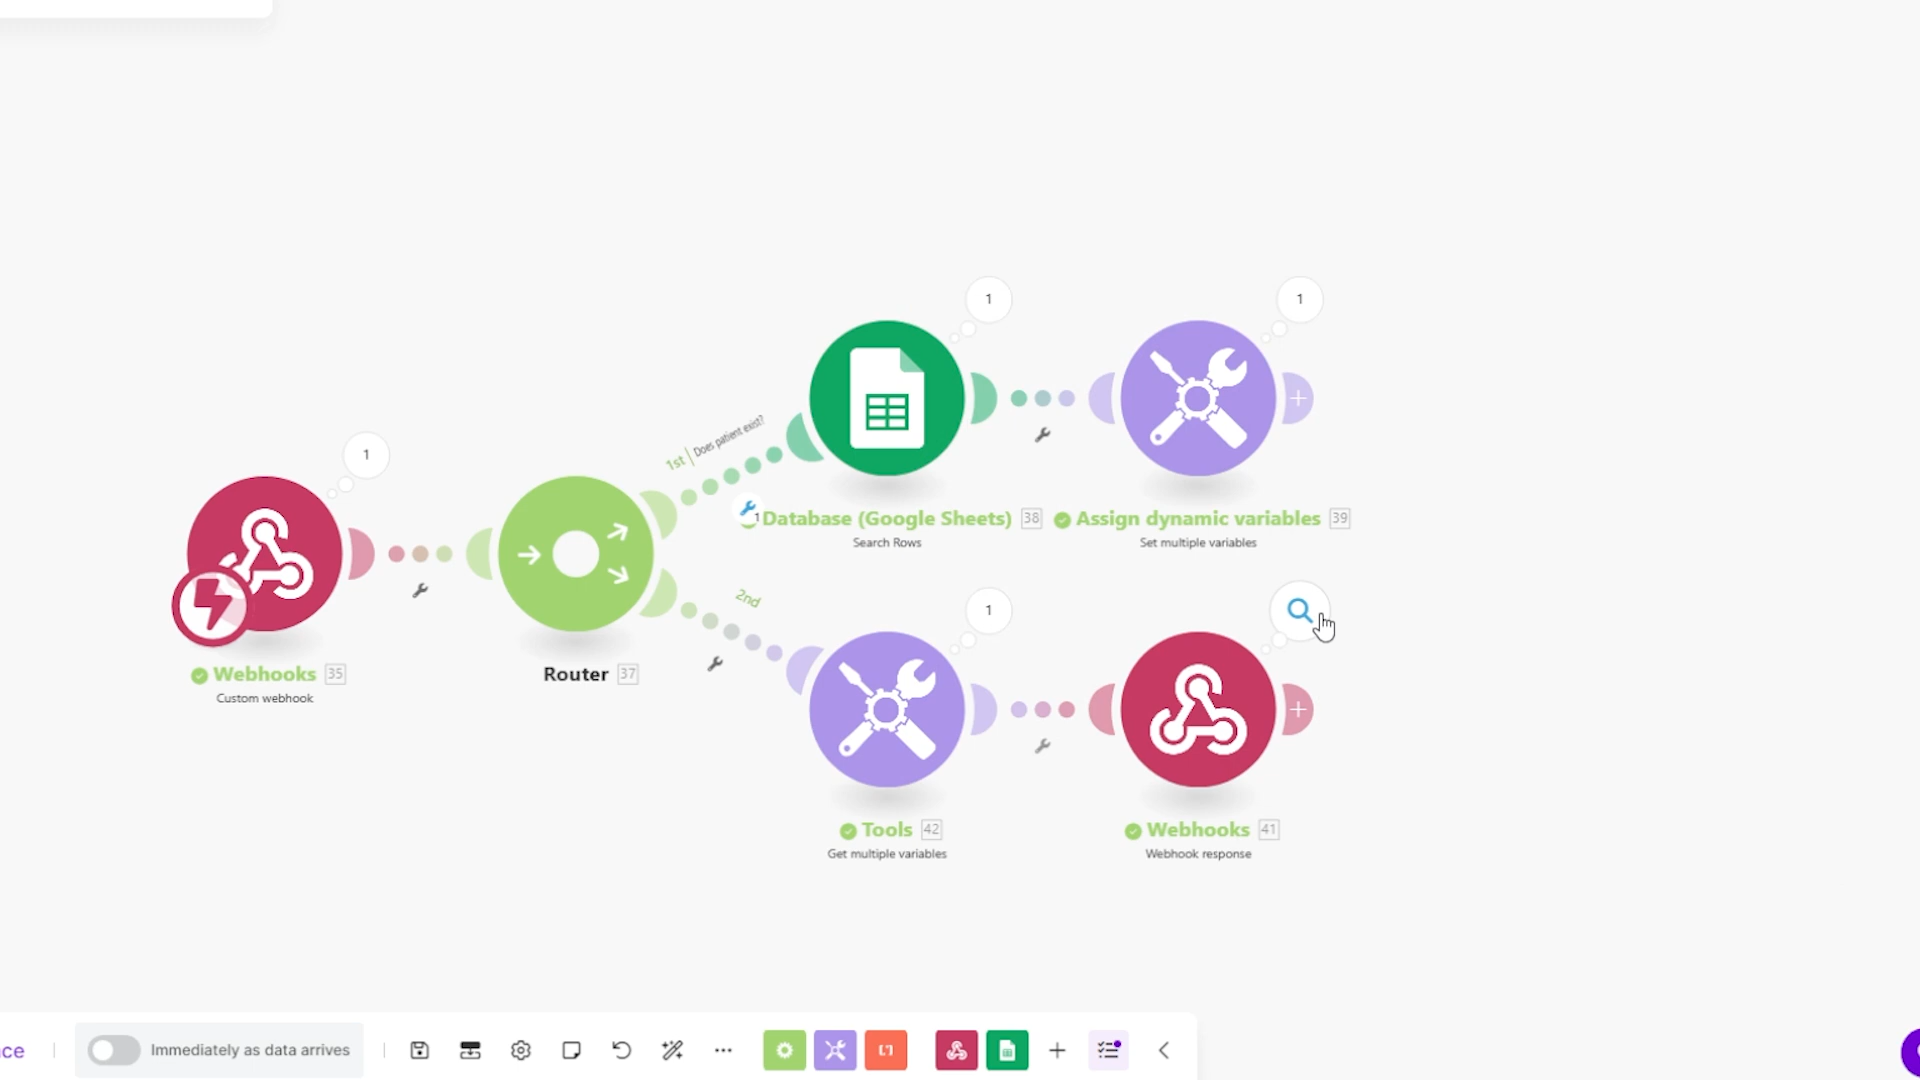 1
1
1st | Does patient exist?
1
Database (Google Sheets) 38
Search Rows
Assign dynamic variables 39
Set multiple variables
1
Webhooks 35
Custom webhook
Router 37
2nd
1
Tools 42
Get multiple variables
Webhooks 41
Webhook response
ce
Immediately as data arrives